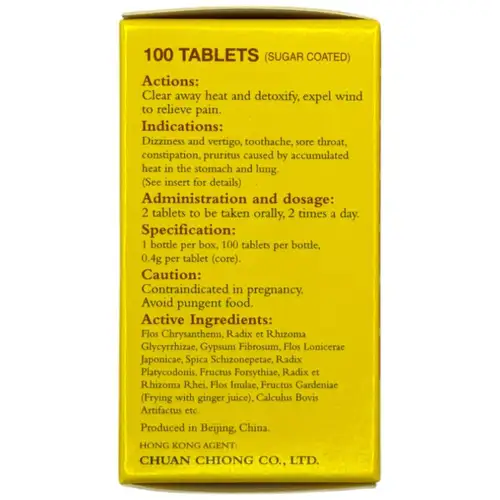 100 TABLETS (SUGAR COATED)
Actions:
Clear away heat and detoxify, expel wind
to relieve pain.
Indications:
Dizziness and vertigo, toothache, sore throat,
constipation, pruritus caused by accumulated
heat in the stomach and lung.
(See insert for details)
Administration and dosage:
2 tablets to be taken orally, 2 times a day.
Specification:
1 bottle per box, 100 tablets per bottle,
0.4g per tablet (core).
Caution:
Contraindicated in pregnancy.
Avoid pungent food.
Active Ingredients:
Flos Chrysanthemi, Radix et Rhizoma
Glycyrrhizae, Gypsum Fibrosum, Flos Lonicerae
Japonicae, Spica Schizonepetae, Radix
Platycodonis, Fructus Forsythiae, Radix et
Rhizoma Rhei, Flos Inulae, Fructus Gardeniae
(Frying with ginger juice), Calculus Bovis
Artifactus etc.
Produced in Beijing, China.
HONG KONG AGENT:
CHUAN CHIONG CO., LTD.